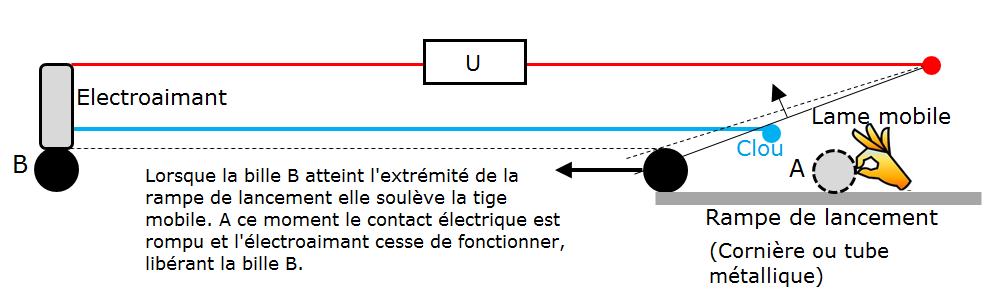 U
Electroaimant
Lame mobile
Clou
B
A
Lorsque la bille B atteint l'extrémité de la
rampe de lancement elle soulève la tige
mobile. A ce moment le contact électrique est
rompu et l'électroaimant cesse de fonctionner,
libérant la bille B.
Rampe de lancement
(Cornière ou tube
métallique)